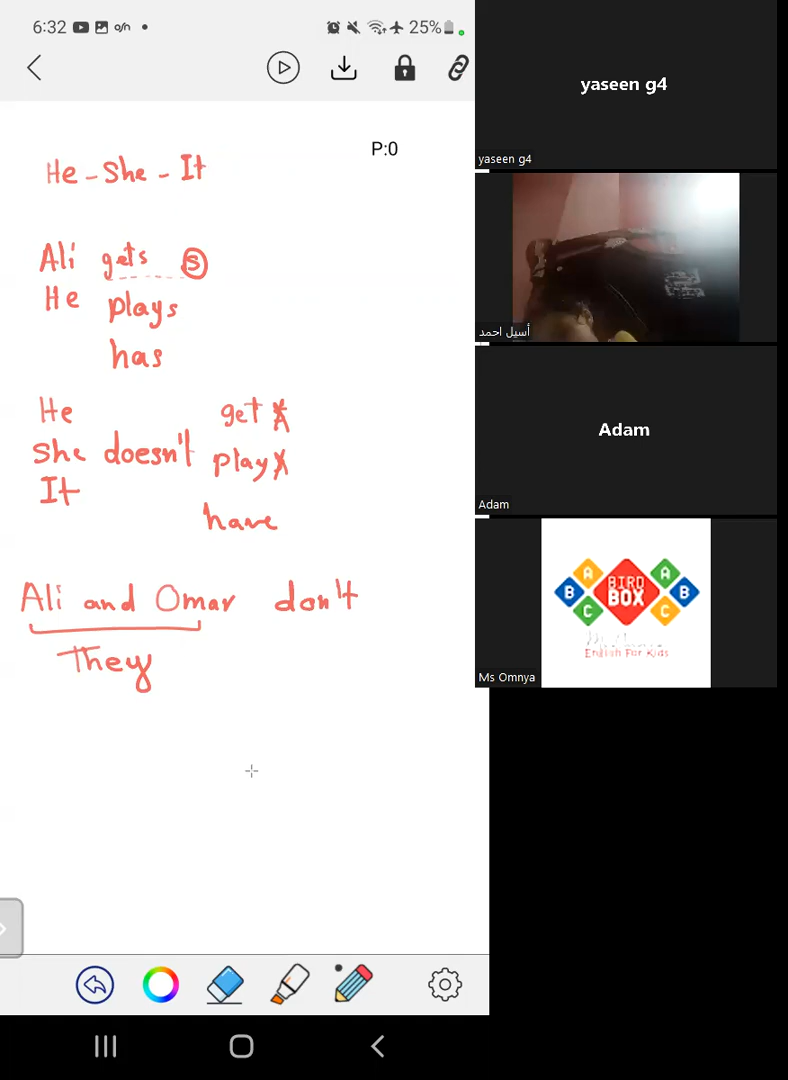 6:32
25%
P:0
He - She - It
Ali gets s
He plays
has
He get
She doesn't play
It
have
Ali and Omar don't
They
yaseen g4
yaseen g4
أسيل احمد
Adam
Adam
A A
B BIRD B
BOX
C C
English For Kids
Ms Omnya